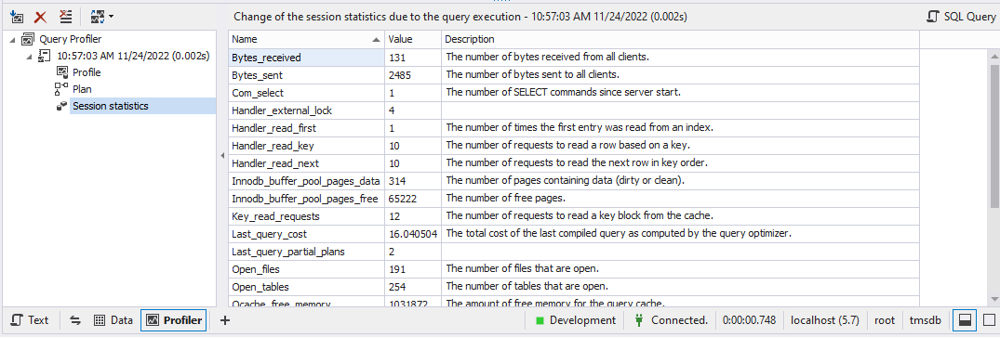 Change of the session statistics due to the query execution - 10:57:03 AM 11/24/2022 (0.002s)
SQL Query
Query Profiler
10:57:03 AM 11/24/2022 (0.002s)
Profile
Plan
Session statistics
Name Value Description
Bytes_received 131 The number of bytes received from all clients.
Bytes_sent 2485 The number of bytes sent to all clients.
Com_select 1 The number of SELECT commands since server start.
Handler_external_lock 4
Handler_read_first 1 The number of times the first entry was read from an index.
Handler_read_key 10 The number of requests to read a row based on a key.
Handler_read_next 10 The number of requests to read the next row in key order.
Innodb_buffer_pool_pages_data 314 The number of pages containing data (dirty or clean).
Innodb_buffer_pool_pages_free 65222 The number of free pages.
Key_read_requests 12 The number of requests to read a key block from the cache.
Last_query_cost 16.040504 The total cost of the last compiled query as computed by the query optimizer.
Last_query_partial_plans 2
Open_files 191 The number of files that are open.
Open_tables 254 The number of tables that are open.
Qcache_free_memory 1031872 The amount of free memory for the query cache.
Text Data Profiler
Development Connected. 0:00:00.748 localhost (5.7) root tmsdb